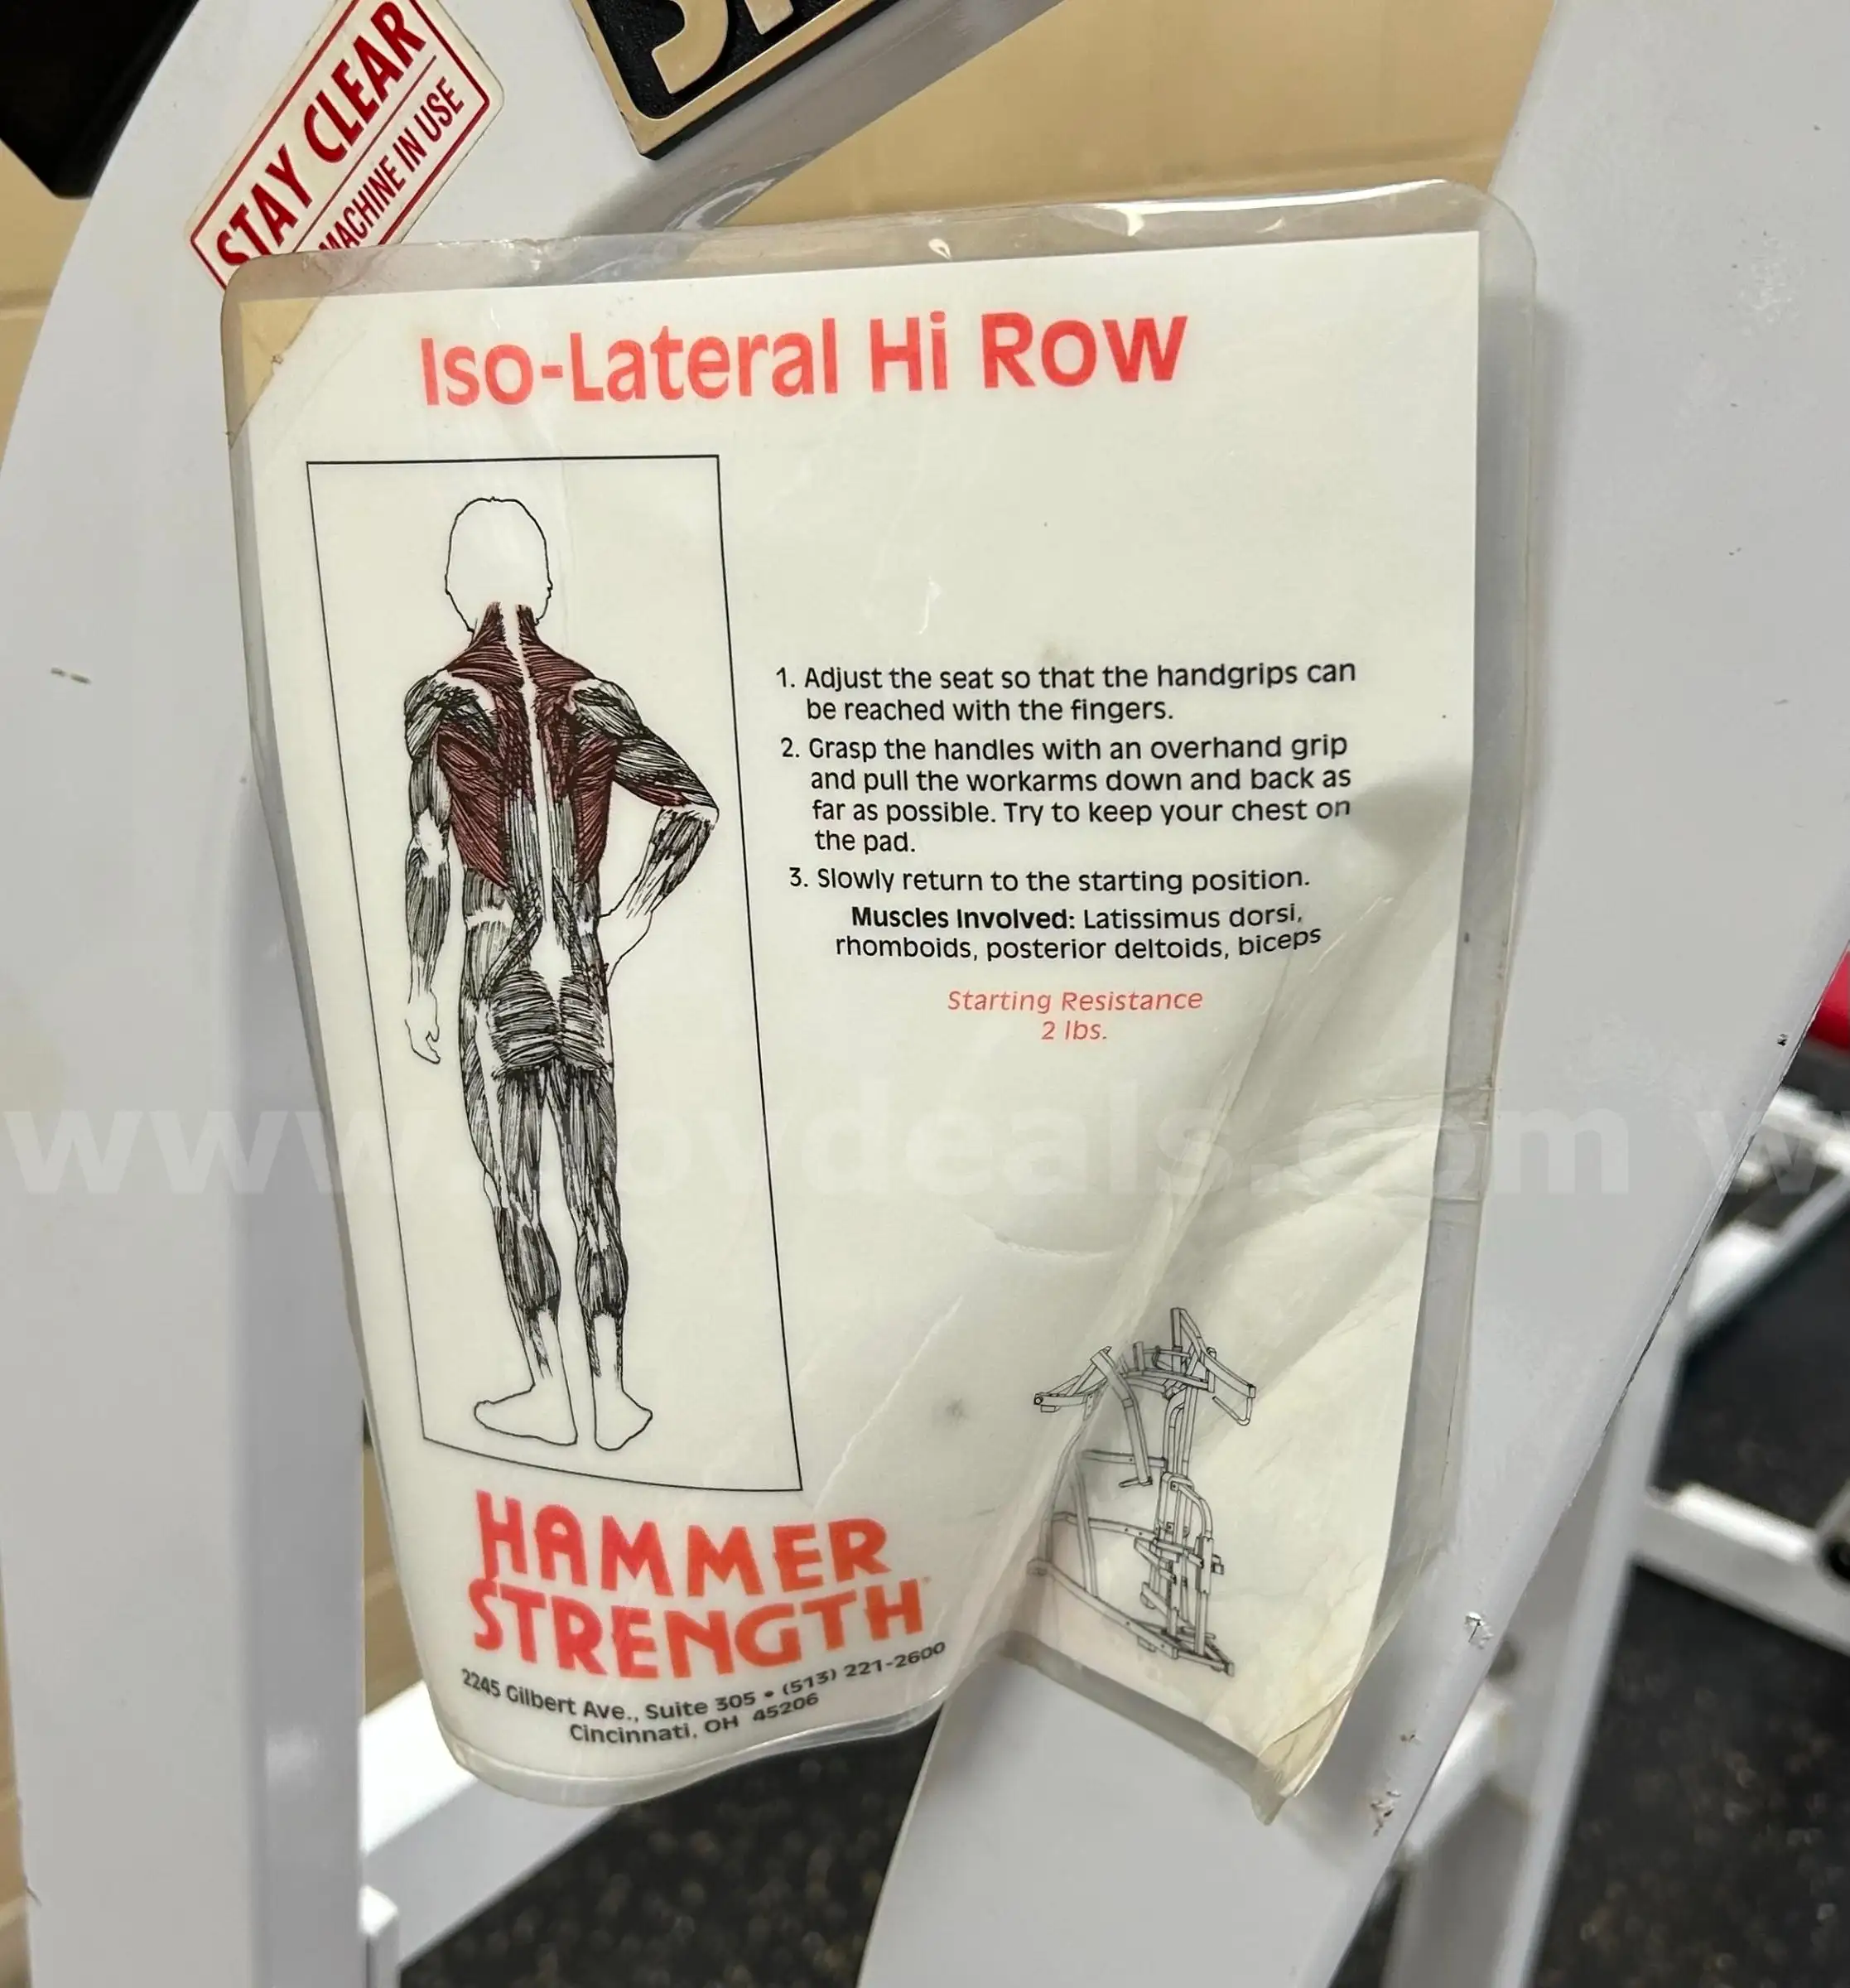 STAY CLEAR
MACHINE IN USE
Iso-Lateral Hi Row
1. Adjust the seat so that the handgrips can
be reached with the fingers.
2. Grasp the handles with an overhand grip
and pull the workarms down and back as
far as possible. Try to keep your chest on
the pad.
3. Slowly return to the starting position.
Muscles Involved: Latissimus dorsi,
rhomboids, posterior deltoids, biceps
Starting Resistance
2 lbs.
HAMMER
STRENGTH
2245 Gilbert Ave., Suite 305 • (513) 221-2600
Cincinnati, OH 45206